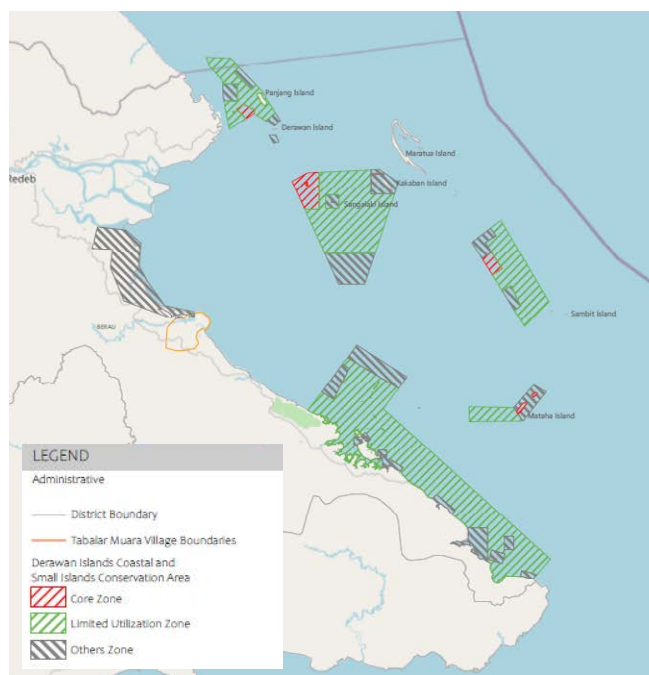 Panjang Island
Derawan Island
Maratua Island
Redeb
Kakaban Island
Sangalaki Island
Sambit Island
BERAU
Mataha Island
LEGEND
Administrative
District Boundary
Tabalar Muara Village Boundaries
Derawan Islands Coastal and
Small Islands Conservation Area
Core Zone
Limited Utilization Zone
Others Zone